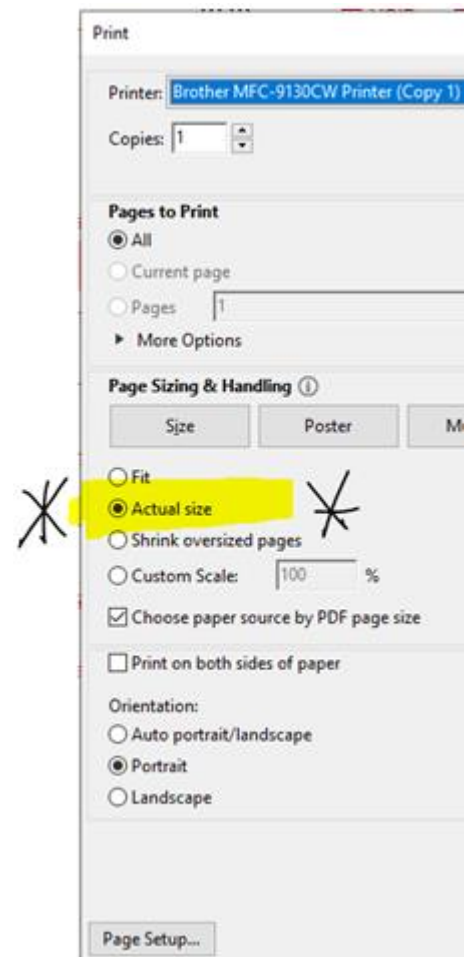 Print
Printer: Brother MFC-9130CW Printer (Copy 1)
Copies: 1
Pages to Print
All
Current page
Pages 1
More Options
Page Sizing & Handling
Size Poster
Fit
Actual size
Shrink oversized pages
Custom Scale: 100 %
Choose paper source by PDF page size
Print on both sides of paper
Orientation:
Auto portrait/landscape
Portrait
Landscape
Page Setup...